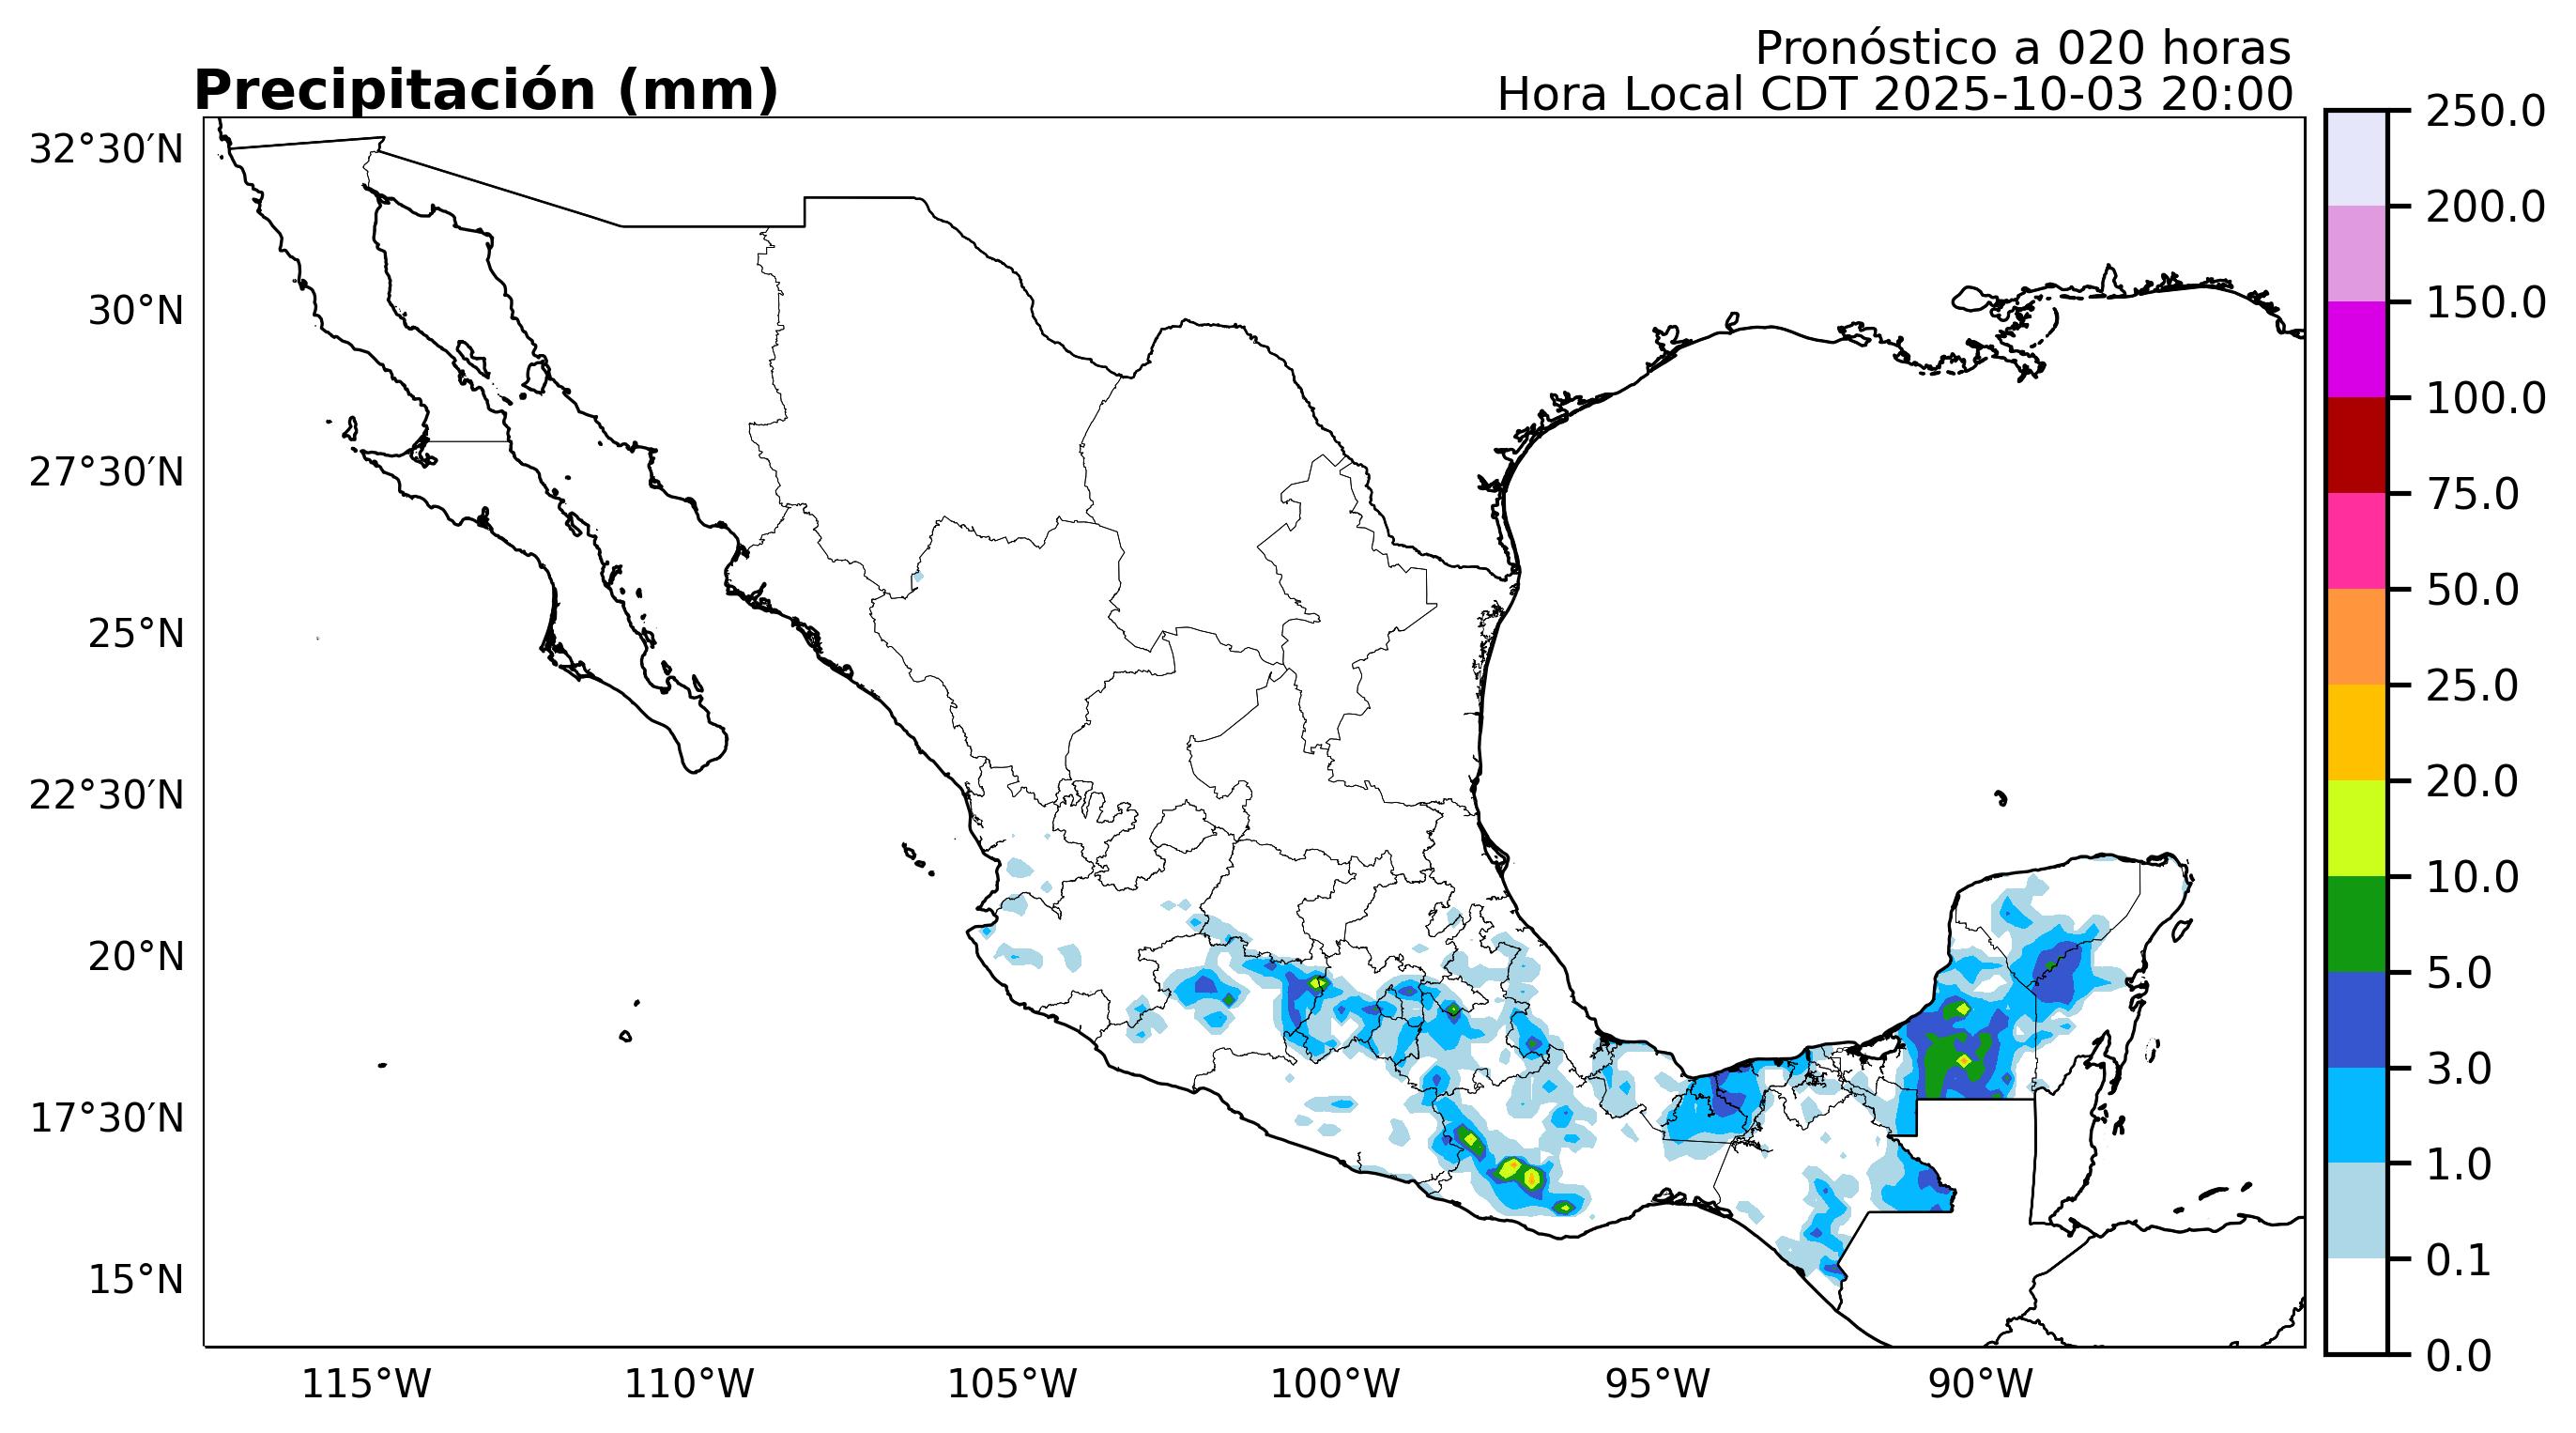 Pronóstico a 020 horas
Precipitación (mm)
Hora Local CDT 2025-10-03 20:00
32°30′N
30°N
27°30′N
25°N
22°30′N
20°N
17°30′N
15°N
115°W
110°W
105°W
100°W
95°W
90°W
250.0
200.0
150.0
100.0
75.0
50.0
25.0
20.0
10.0
5.0
3.0
1.0
0.1
0.0